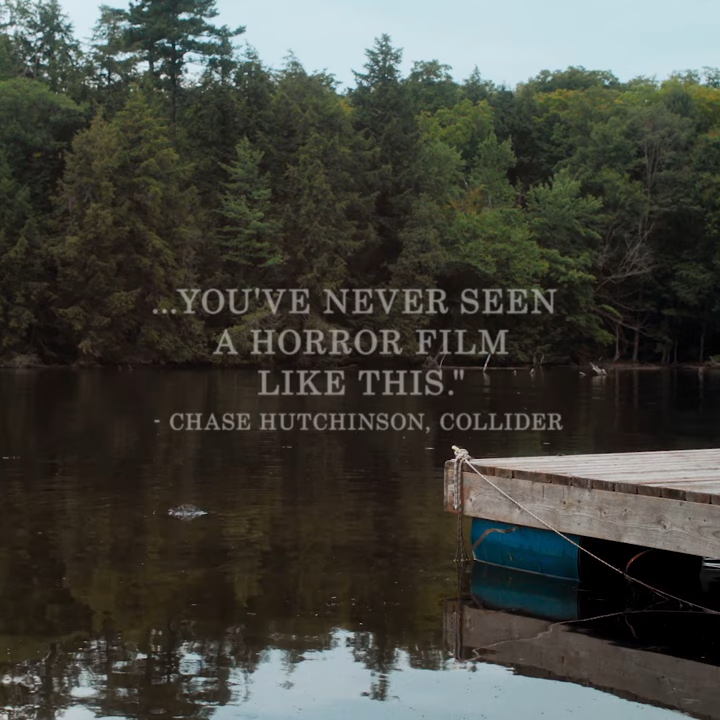 ...YOU'VE NEVER SEEN
A HORROR FILM
LIKE THIS."
- CHASE HUTCHINSON, COLLIDER